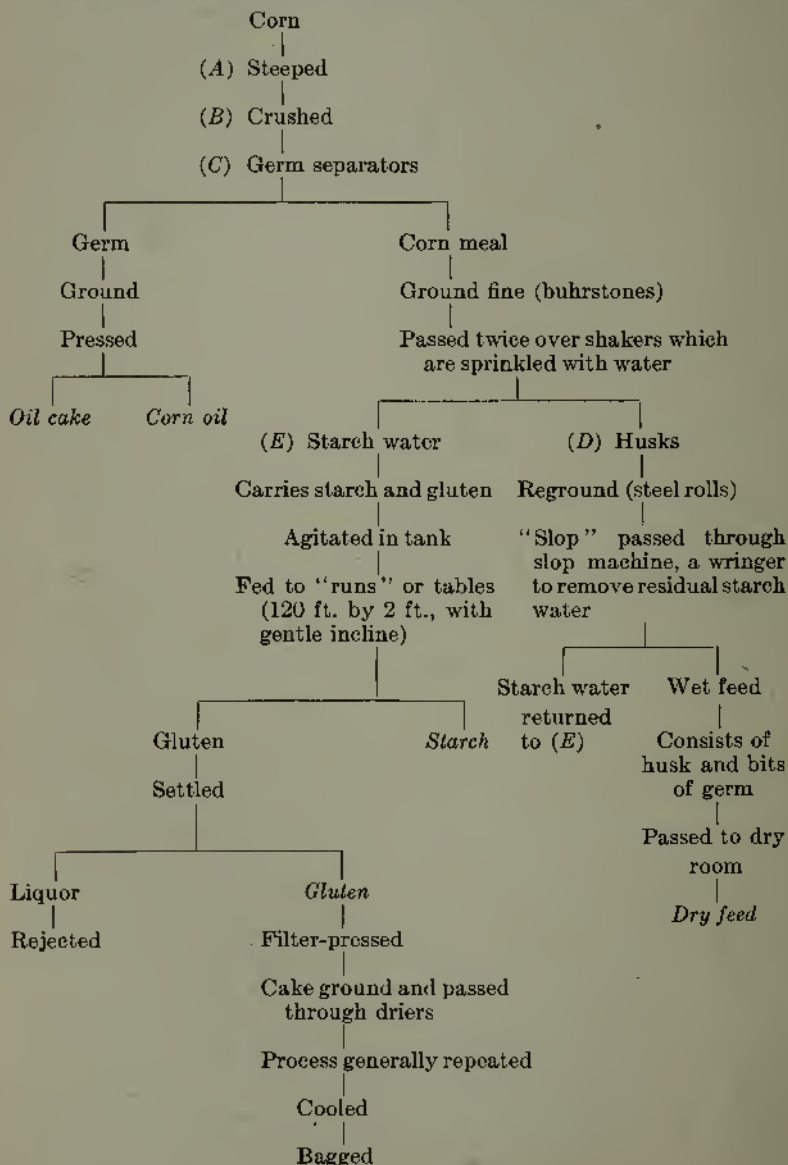 Corn
(A) Steeped
(B) Crushed
(C) Germ separators
Germ
Ground
Pressed
Oil cake Corn oil
Corn meal
Ground fine (buhrstones)
Passed twice over shakers which
are sprinkled with water
(E) Starch water
Carries starch and gluten
Agitated in tank
Fed to "runs" or tables
(120 ft. by 2 ft., with
gentle incline)
(D) Husks
Reground (steel rolls)
"Slop" passed through
slop machine, a wringer
to remove residual starch
water
Starch water
returned
to (E)
Wet feed
Consists of
husk and bits
of germ
Passed to dry
room
Dry feed
Gluten
Settled
Starch
Liquor
Rejected
Gluten
Filter-pressed
Cake ground and passed
through driers
Process generally repeated
Cooled
Bagged